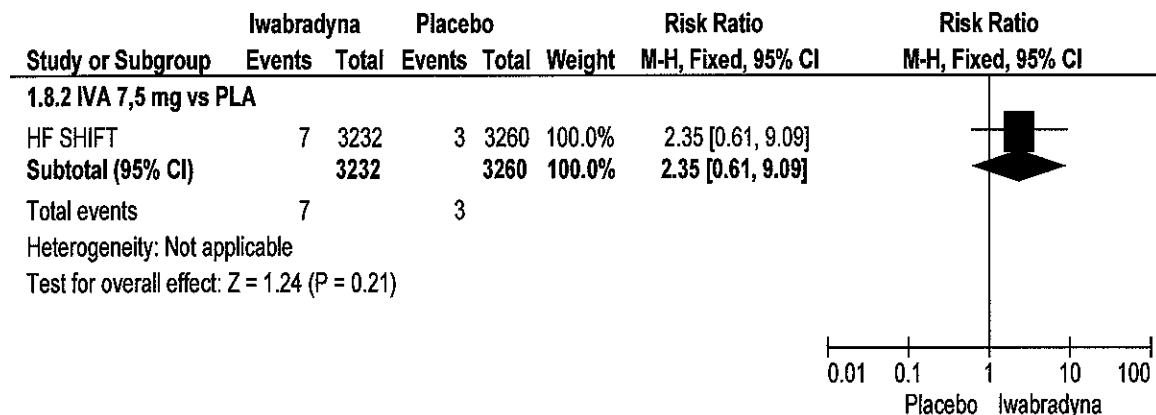 Iwabradyna Placebo Risk Ratio Risk Ratio
Study or Subgroup Events Total Events Total Weight M-H, Fixed, 95% CI M-H, Fixed, 95% CI
1.8.2 IVA 7,5 mg vs PLA
HF SHIFT 7 3232 3 3260 100.0% 2.35 [0.61, 9.09]
Subtotal (95% CI) 3232 3260 100.0% 2.35 [0.61, 9.09]
Total events 7 3
Heterogeneity: Not applicable
Test for overall effect: Z = 1.24 (P = 0.21)
0.01 0.1 1 10 100
Placebo Iwabradyna